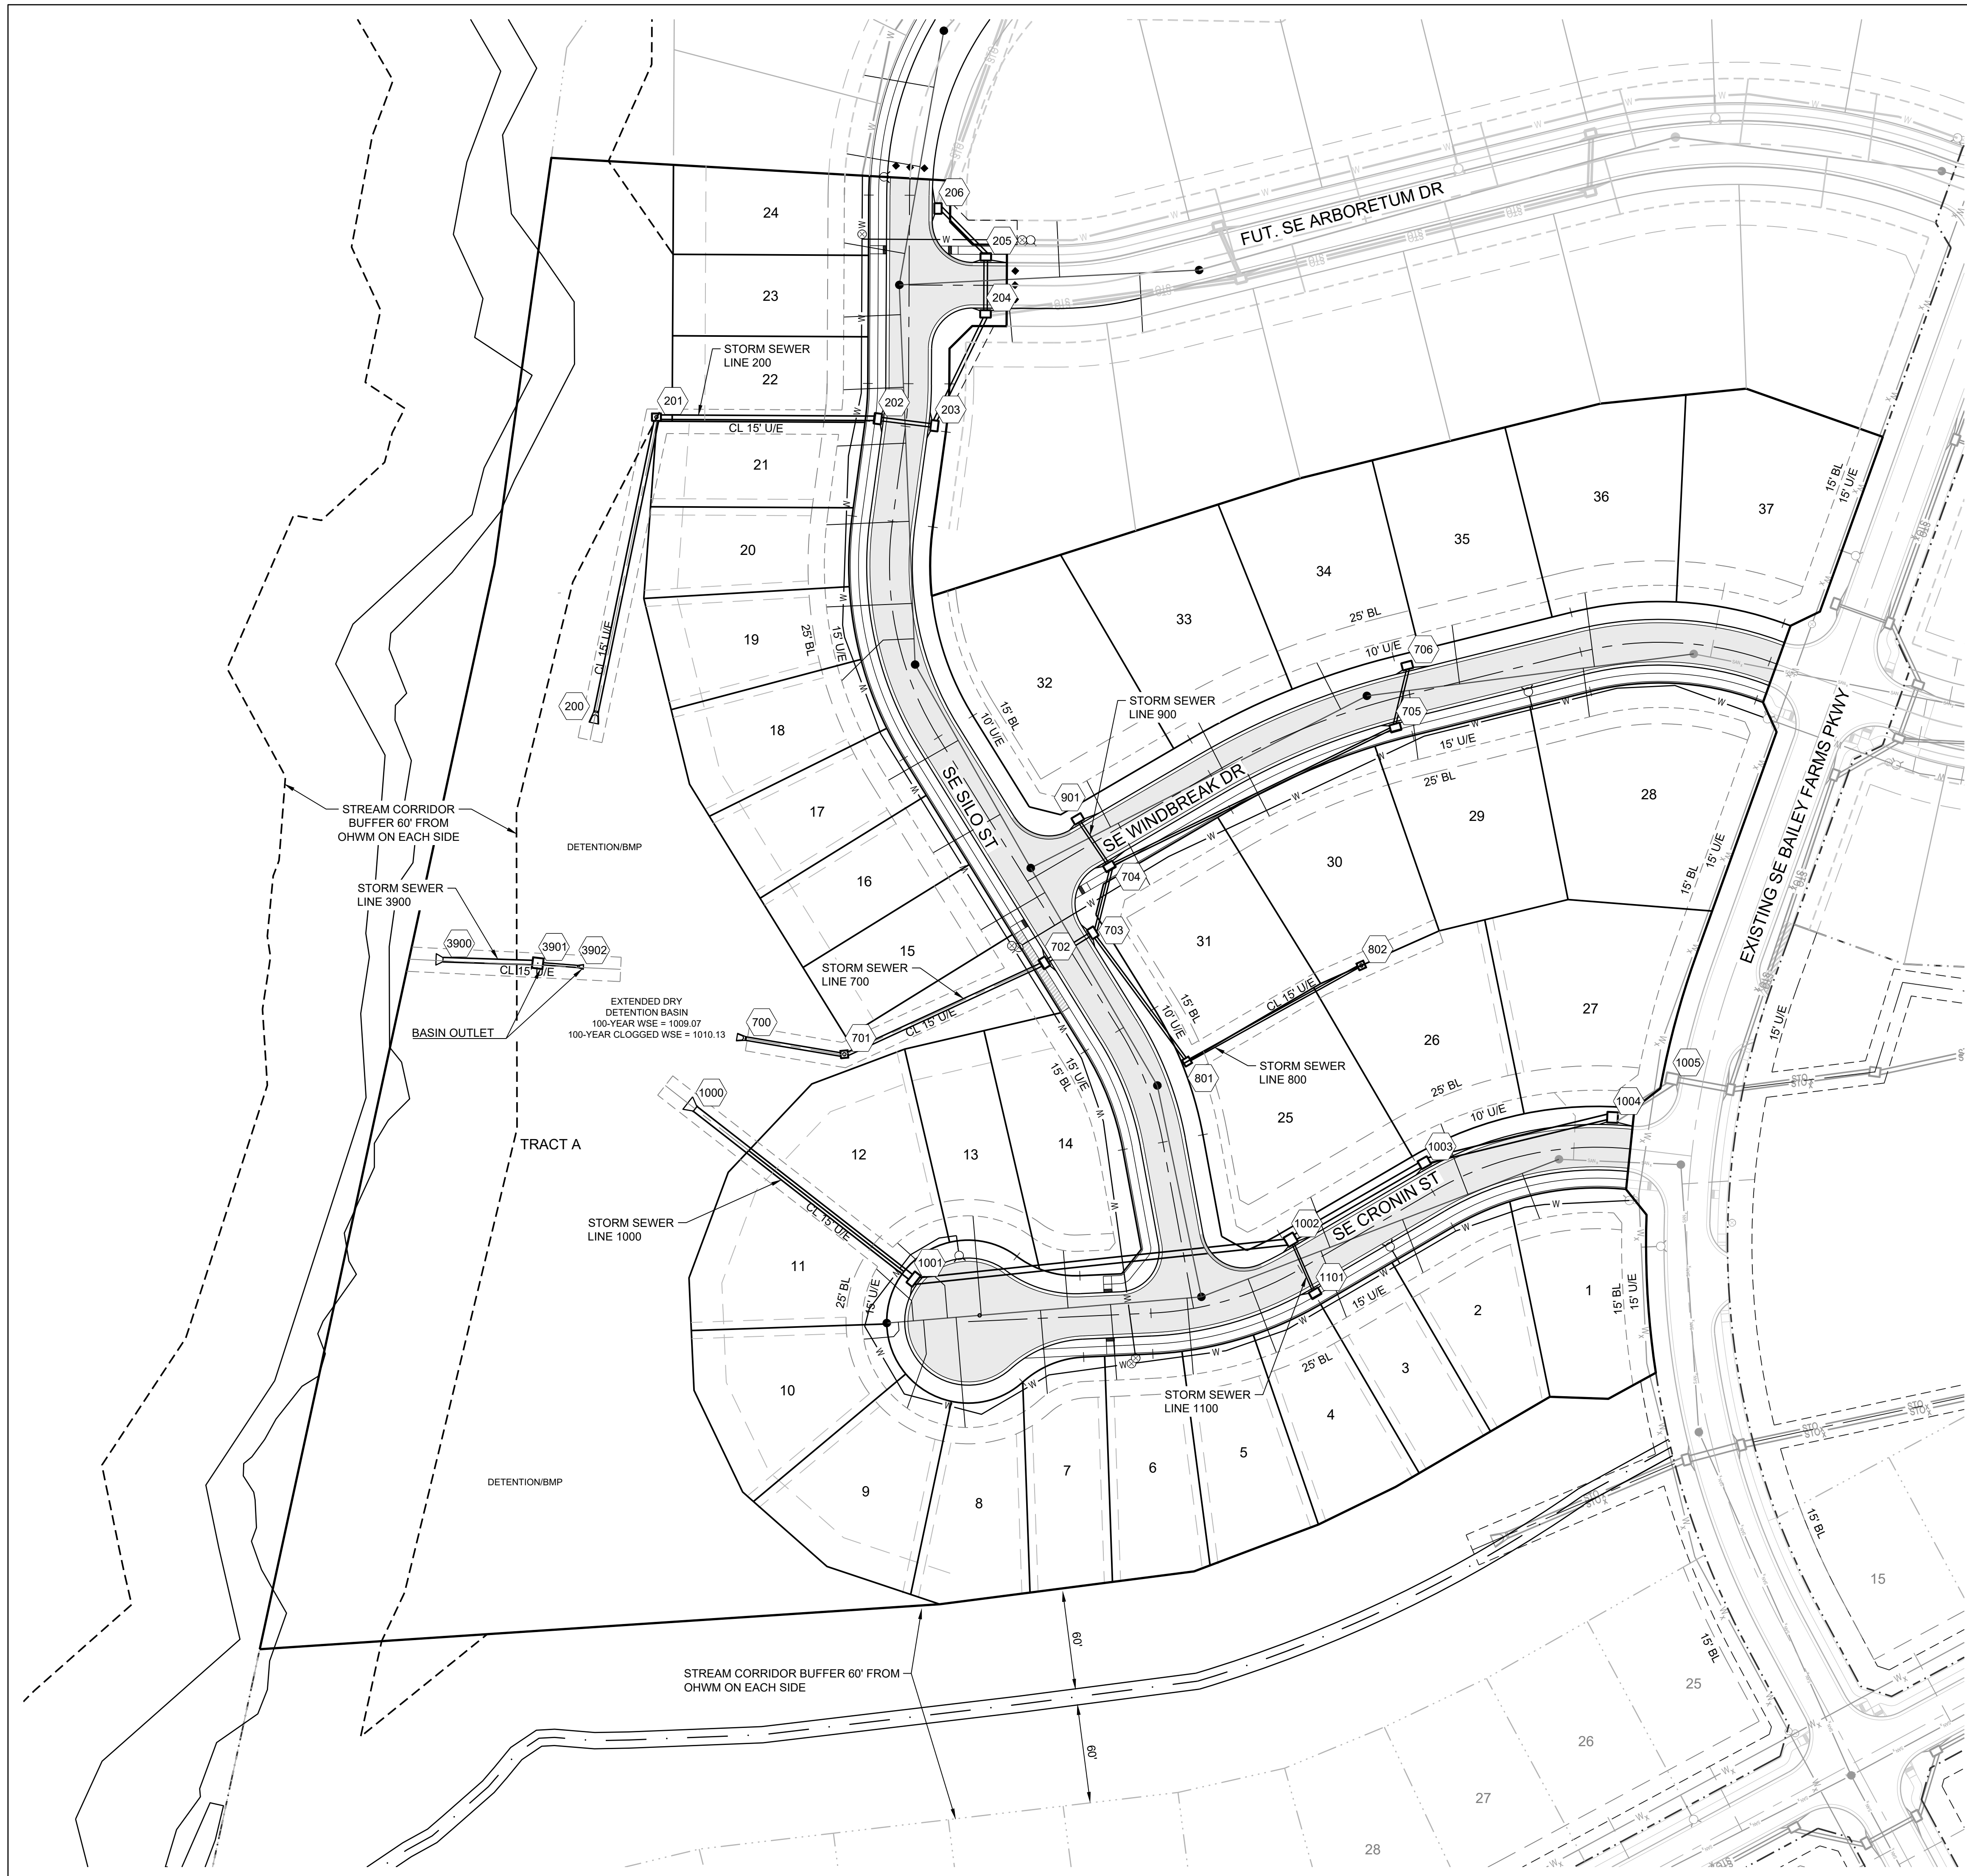 206
24
205
FUT. SE ARBORETUM DR
23
204
STORM SEWER
LINE 200
22
201
202
203
CL 15' U/E
21
15' BL
15' U/E
36
37
35
20
34
33
19
25' BL
15' U/E
CL 15' U/E
25' BL
10' U/E
706
32
200
18
STORM SEWER
LINE 900
705
15' BL
10' U/E
15' U/E
25' BL
SE SILO ST
901
SE WINDBREAK DR
EXISTING SE BAILEY FARMS PKWY
28
29
17
STREAM CORRIDOR
BUFFER 60' FROM
OHWM ON EACH SIDE
DETENTION/BMP
30
15' BL
15' U/E
704
16
STORM SEWER
LINE 3900
3900
3901
3902
CL 15' U/E
703
31
702
802
15
STORM SEWER
LINE 700
CL 15' U/E
15' BL
10' U/E
27
EXTENDED DRY
DETENTION BASIN
100-YEAR WSE = 1009.07
100-YEAR CLOGGED WSE = 1010.13
BASIN OUTLET
700
701
CL 15' U/E
15' U/E
26
STORM SEWER
LINE 800
801
1005
15' U/E
15' BL
25' BL
1000
1004
25
10' U/E
TRACT A
14
13
12
1003
SE CRONIN ST
STORM SEWER
LINE 1000
CL 15' U/E
1002
1001
11
1101
25' BL
15' U/E
15' U/E
1
15' BL
15' U/E
2
3
25' BL
10
STORM SEWER
LINE 1100
4
5
6
7
DETENTION/BMP
9
8
15' BL
15
60'
STREAM CORRIDOR BUFFER 60' FROM
OHWM ON EACH SIDE
15' BL
25
60'
26
27
28